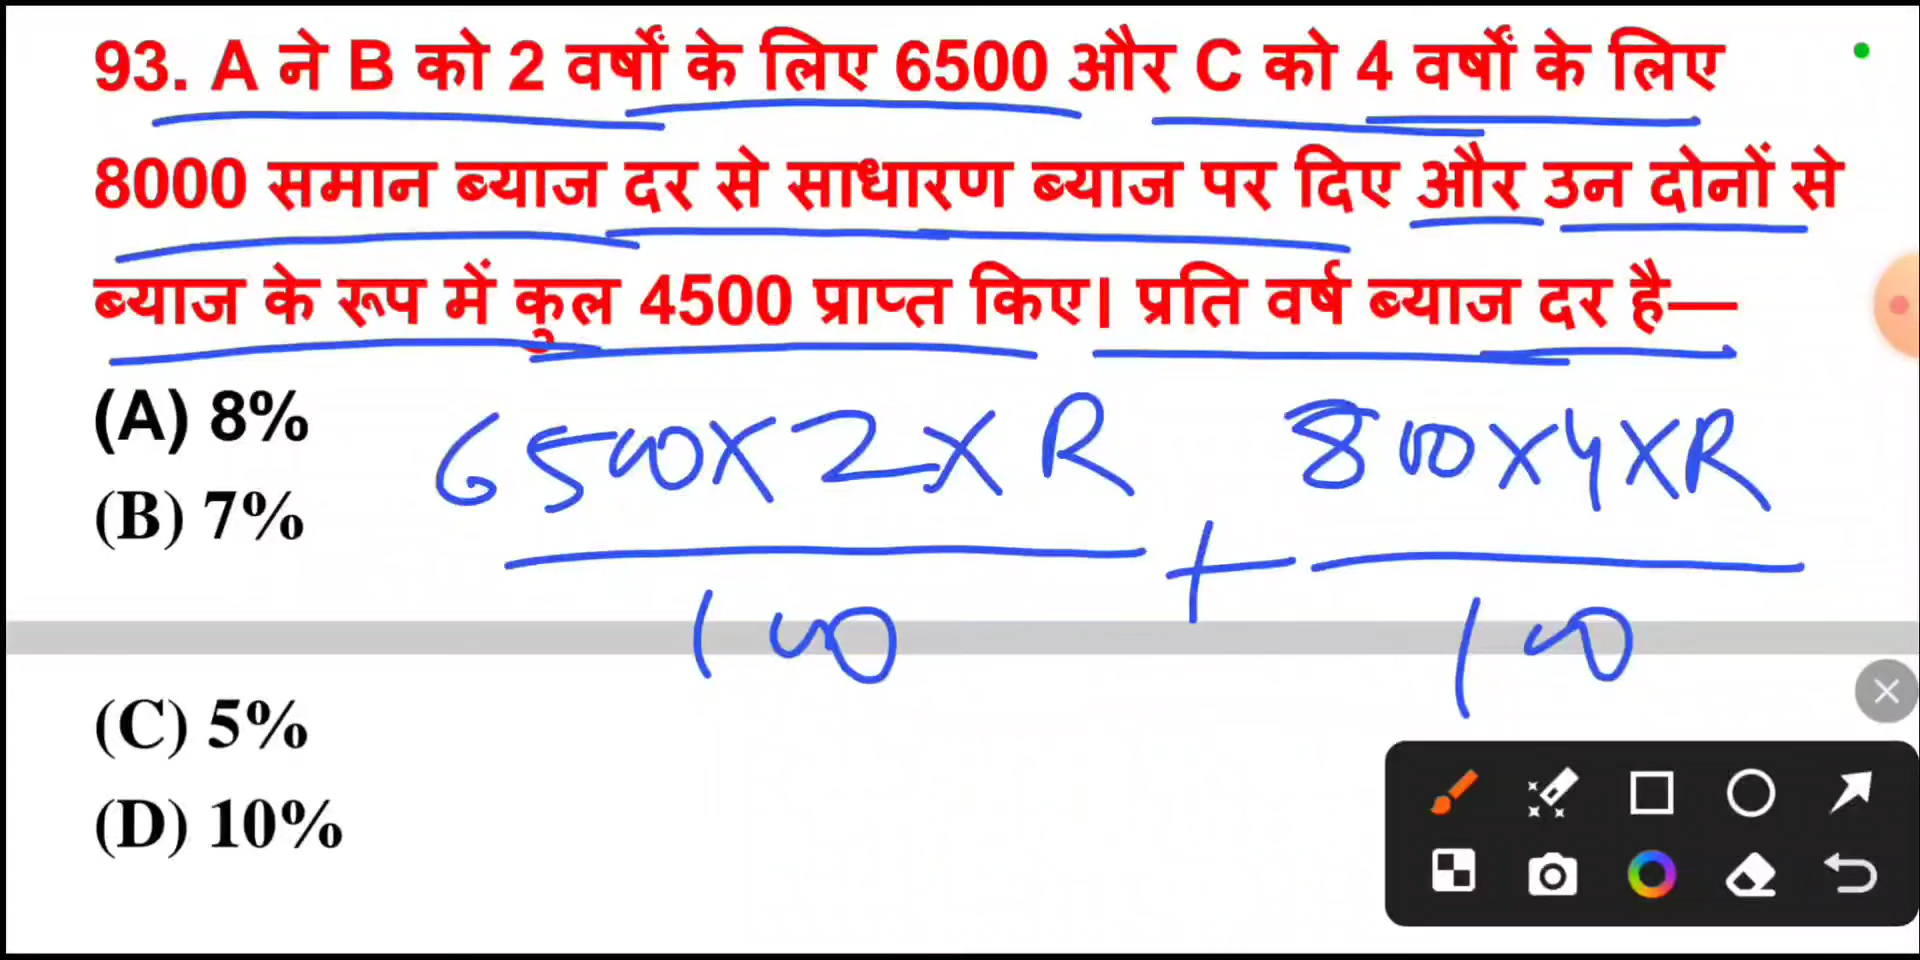 93. A ने B को 2 वर्षों के लिए 6500 और C को 4 वर्षों के लिए
8000 समान ब्याज दर से साधारण ब्याज पर दिए और उन दोनों से
ब्याज के रूप में कुल 4500 प्राप्त किए। प्रति वर्ष ब्याज दर है—
(A) 8%
(B) 7%
6500 X 2 X R + 8000 X 4 X R
100 100
(C) 5%
(D) 10%